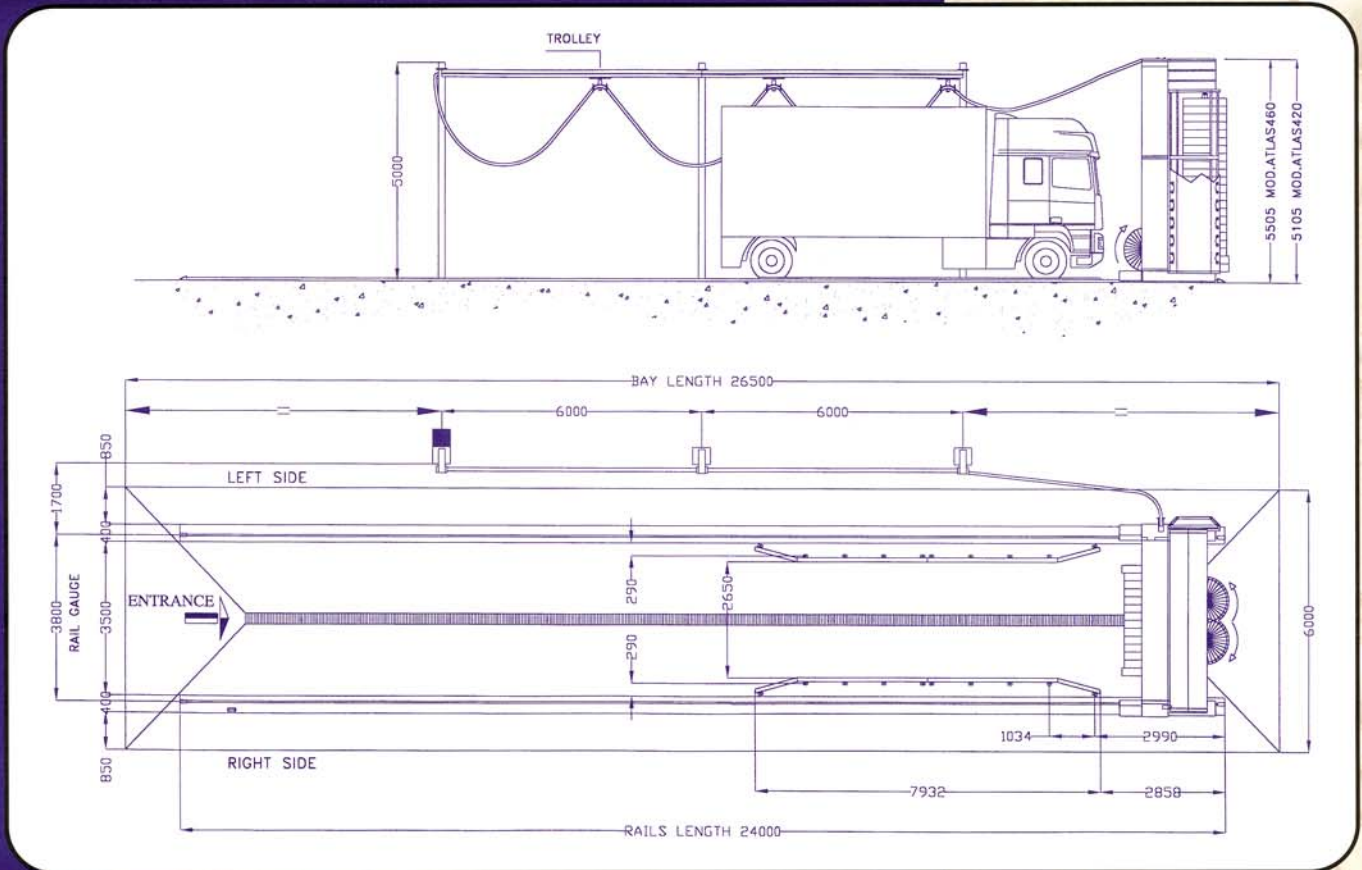 TROLLEY
5000
5505 MOD.ATLAS460
5105 MOD.ATLAS420
BAY LENGTH 26500
= 6000 6000 =
850
1700
400
LEFT SIDE
3800
RAIL GAUGE
3500
ENTRANCE
290
2650
290
6000
400
850
RIGHT SIDE
1034
2990
7932
2858
RAILS LENGTH 24000